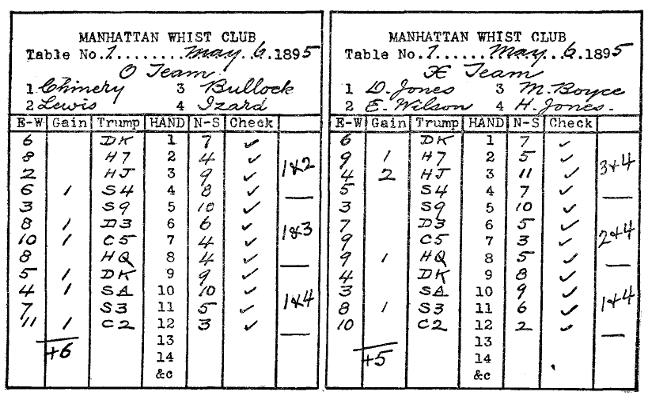 MANHATTAN WHIST CLUB
Table No. 7........May 6.1895
O Team
1 Chinery 3 Bullock
2 Lewis 4 Izard
E-W Gain Trump HAND N-S Check
6 DK 1 7 ✓
8 H7 2 4 ✓ 1&2
2 HJ 3 9 ✓
6 1 S4 4 8 ✓ —
3 S9 5 10 ✓
8 1 D3 6 6 ✓
10 1 C5 7 4 ✓ 1&3
8 HQ 8 4 ✓ —
5 1 DK 9 9 ✓
4 1 SA 10 10 ✓ 1&4
7 S3 11 5 ✓
11 1 C2 12 3 ✓ —
+6 13
14
&c
MANHATTAN WHIST CLUB
Table No. 7........May 6.1895
X Team
1 D. Jones 3 M. Boyce
2 E. Wilson 4 H. Jones.
E-W Gain Trump HAND N-S Check
6 DK 1 7 ✓
9 1 H7 2 5 ✓ 3&4
4 2 HJ 3 11 ✓
5 S4 4 7 ✓ —
3 S9 5 10 ✓
7 D3 6 5 ✓
9 C5 7 3 ✓ 2&4
9 1 HQ 8 5 ✓ —
4 DK 9 8 ✓
3 SA 10 9 ✓ 1&4
8 1 S3 11 6 ✓
10 C2 12 2 ✓ —
13
+5 14
&c